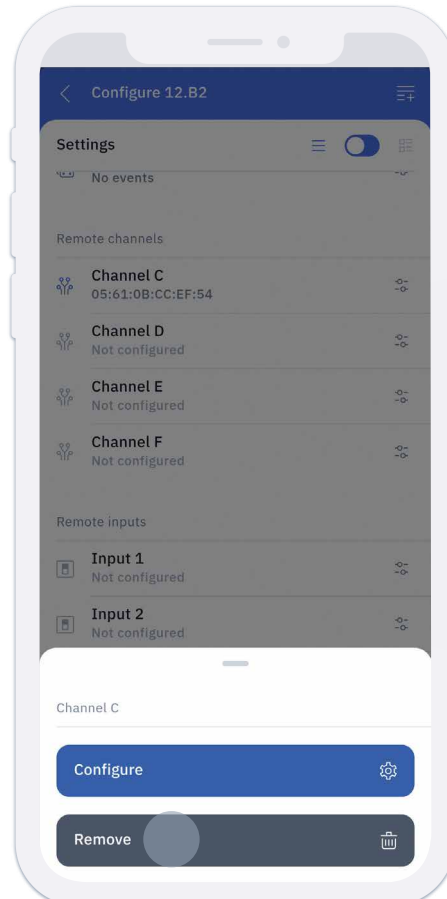 Configure 12.B2
Settings
No events
Remote channels
Channel C
05:61:0B:CC:EF:54
Channel D
Not configured
Channel E
Not configured
Channel F
Not configured
Remote inputs
Input 1
Not configured
Input 2
Not configured
Channel C
Configure
Remove